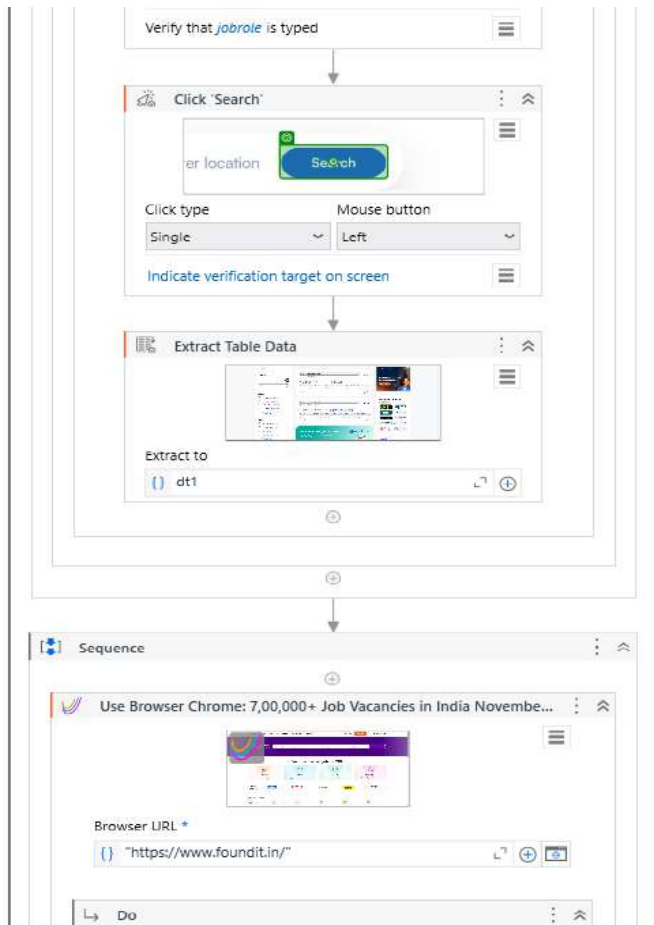 Verify that jobrole is typed
Click 'Search'
er location
Search
Click type
Mouse button
Single
Left
Indicate verification target on screen
Extract Table Data
Extract to
dt1
Sequence
Use Browser Chrome: 7,00,000+ Job Vacancies in India Novembe...
Browser URL *
"https://www.foundit.in/"
Do